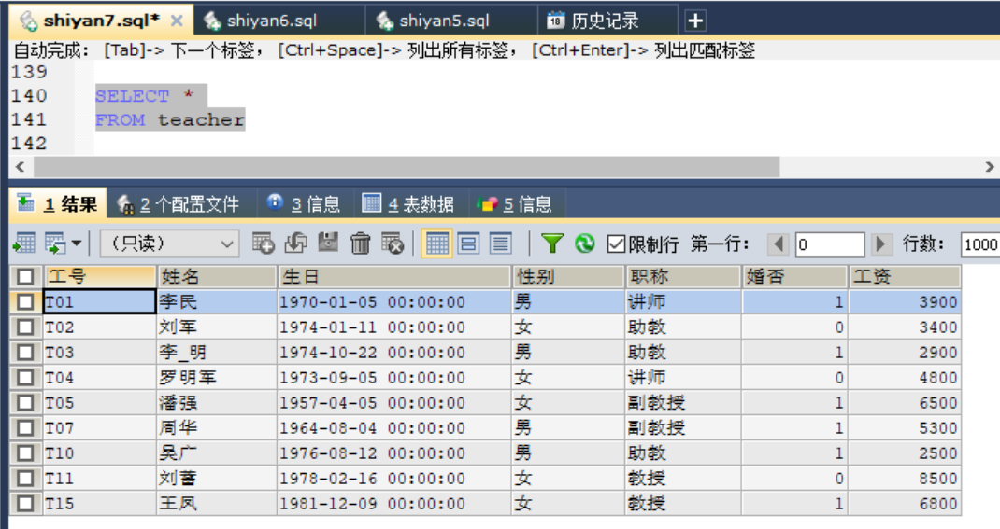 shiyan7.sql* × shiyan6.sql shiyan5.sql 18 历史记录 +
自动完成： [Tab]-> 下一个标签， [Ctrl+Space]-> 列出所有标签， [Ctrl+Enter]-> 列出匹配标签
139
140 SELECT *
141 FROM teacher
142
1 结果 2 个配置文件 3 信息 4 表数据 5 信息
（只读） 限制行 第一行： 0 行数： 1000
工号 姓名 生日 性别 职称 婚否 工资
T01 李民 1970-01-05 00:00:00 男 讲师 1 3900
T02 刘军 1974-01-11 00:00:00 女 助教 0 3400
T03 李_明 1974-10-22 00:00:00 男 助教 1 2900
T04 罗明军 1973-09-05 00:00:00 女 讲师 0 4800
T05 潘强 1957-04-05 00:00:00 女 副教授 1 6500
T07 周华 1964-08-04 00:00:00 男 副教授 1 5300
T10 吴广 1976-08-12 00:00:00 男 助教 1 2500
T11 刘蔷 1978-02-16 00:00:00 女 教授 0 8500
T15 王凤 1981-12-09 00:00:00 女 教授 1 6800